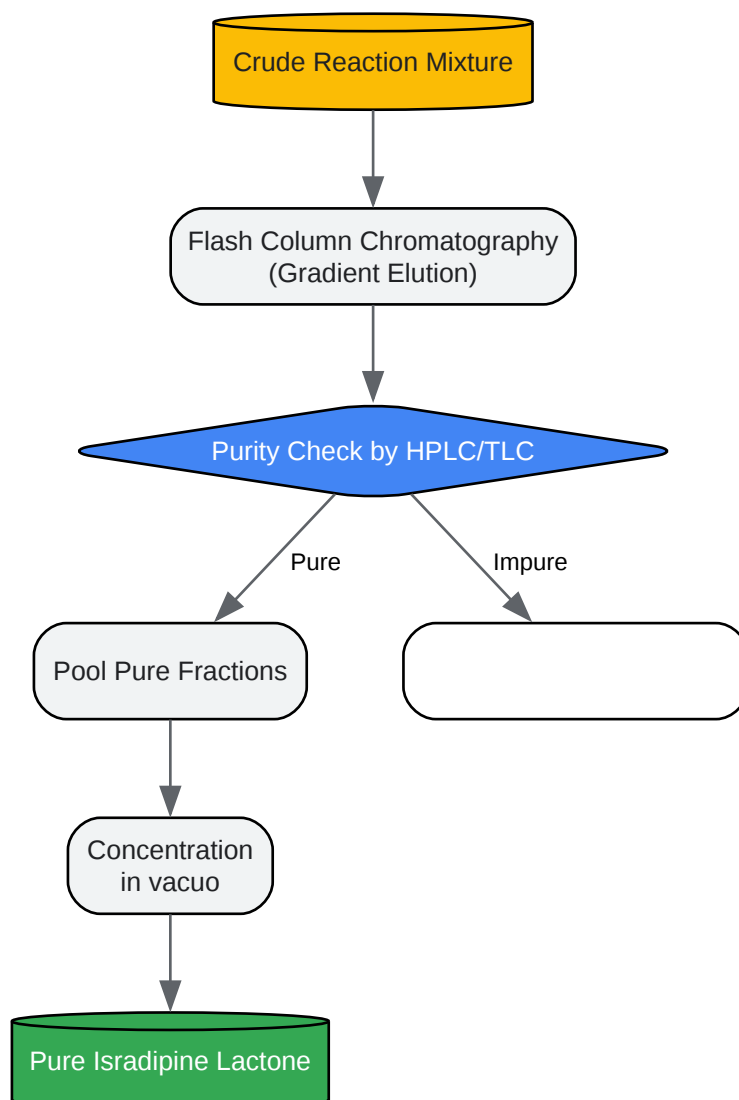 Crude Reaction Mixture
Flash Column Chromatography
(Gradient Elution)
Purity Check by HPLC/TLC
Pure
Impure
Pool Pure Fractions
Concentration
in vacuo
Pure Isradipine Lactone